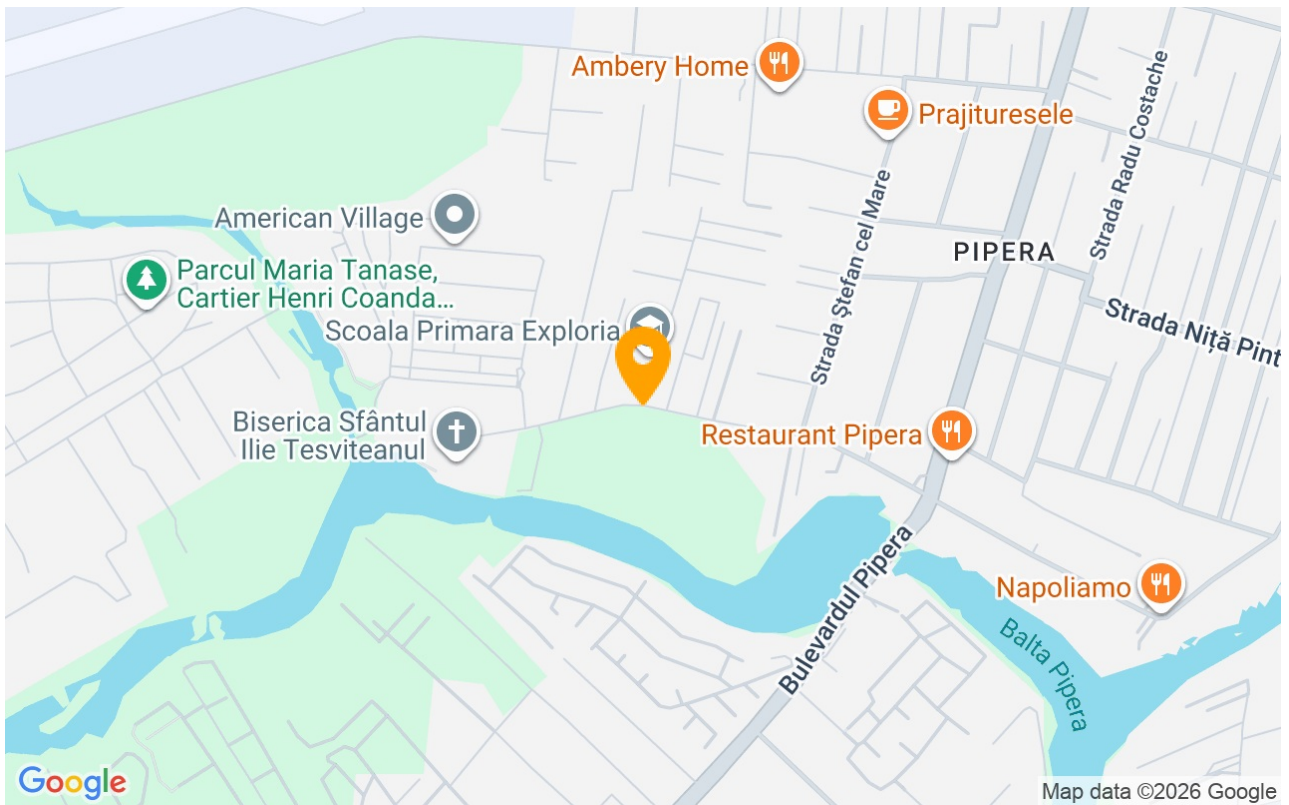 Ambery Home
Prajituresele
Strada Radu Costache
American Village
Strada Ștefan cel Mare
PIPERA
Parcul Maria Tanase,
Cartier Henri Coanda...
Scoala Primara Exploria
Strada Niță Pint
Biserica Sfântul
Ilie Tesviteanul
Restaurant Pipera
Bulevardul Pipera
Napoliamo
Balta Pipera
Google
Map data ©2026 Google